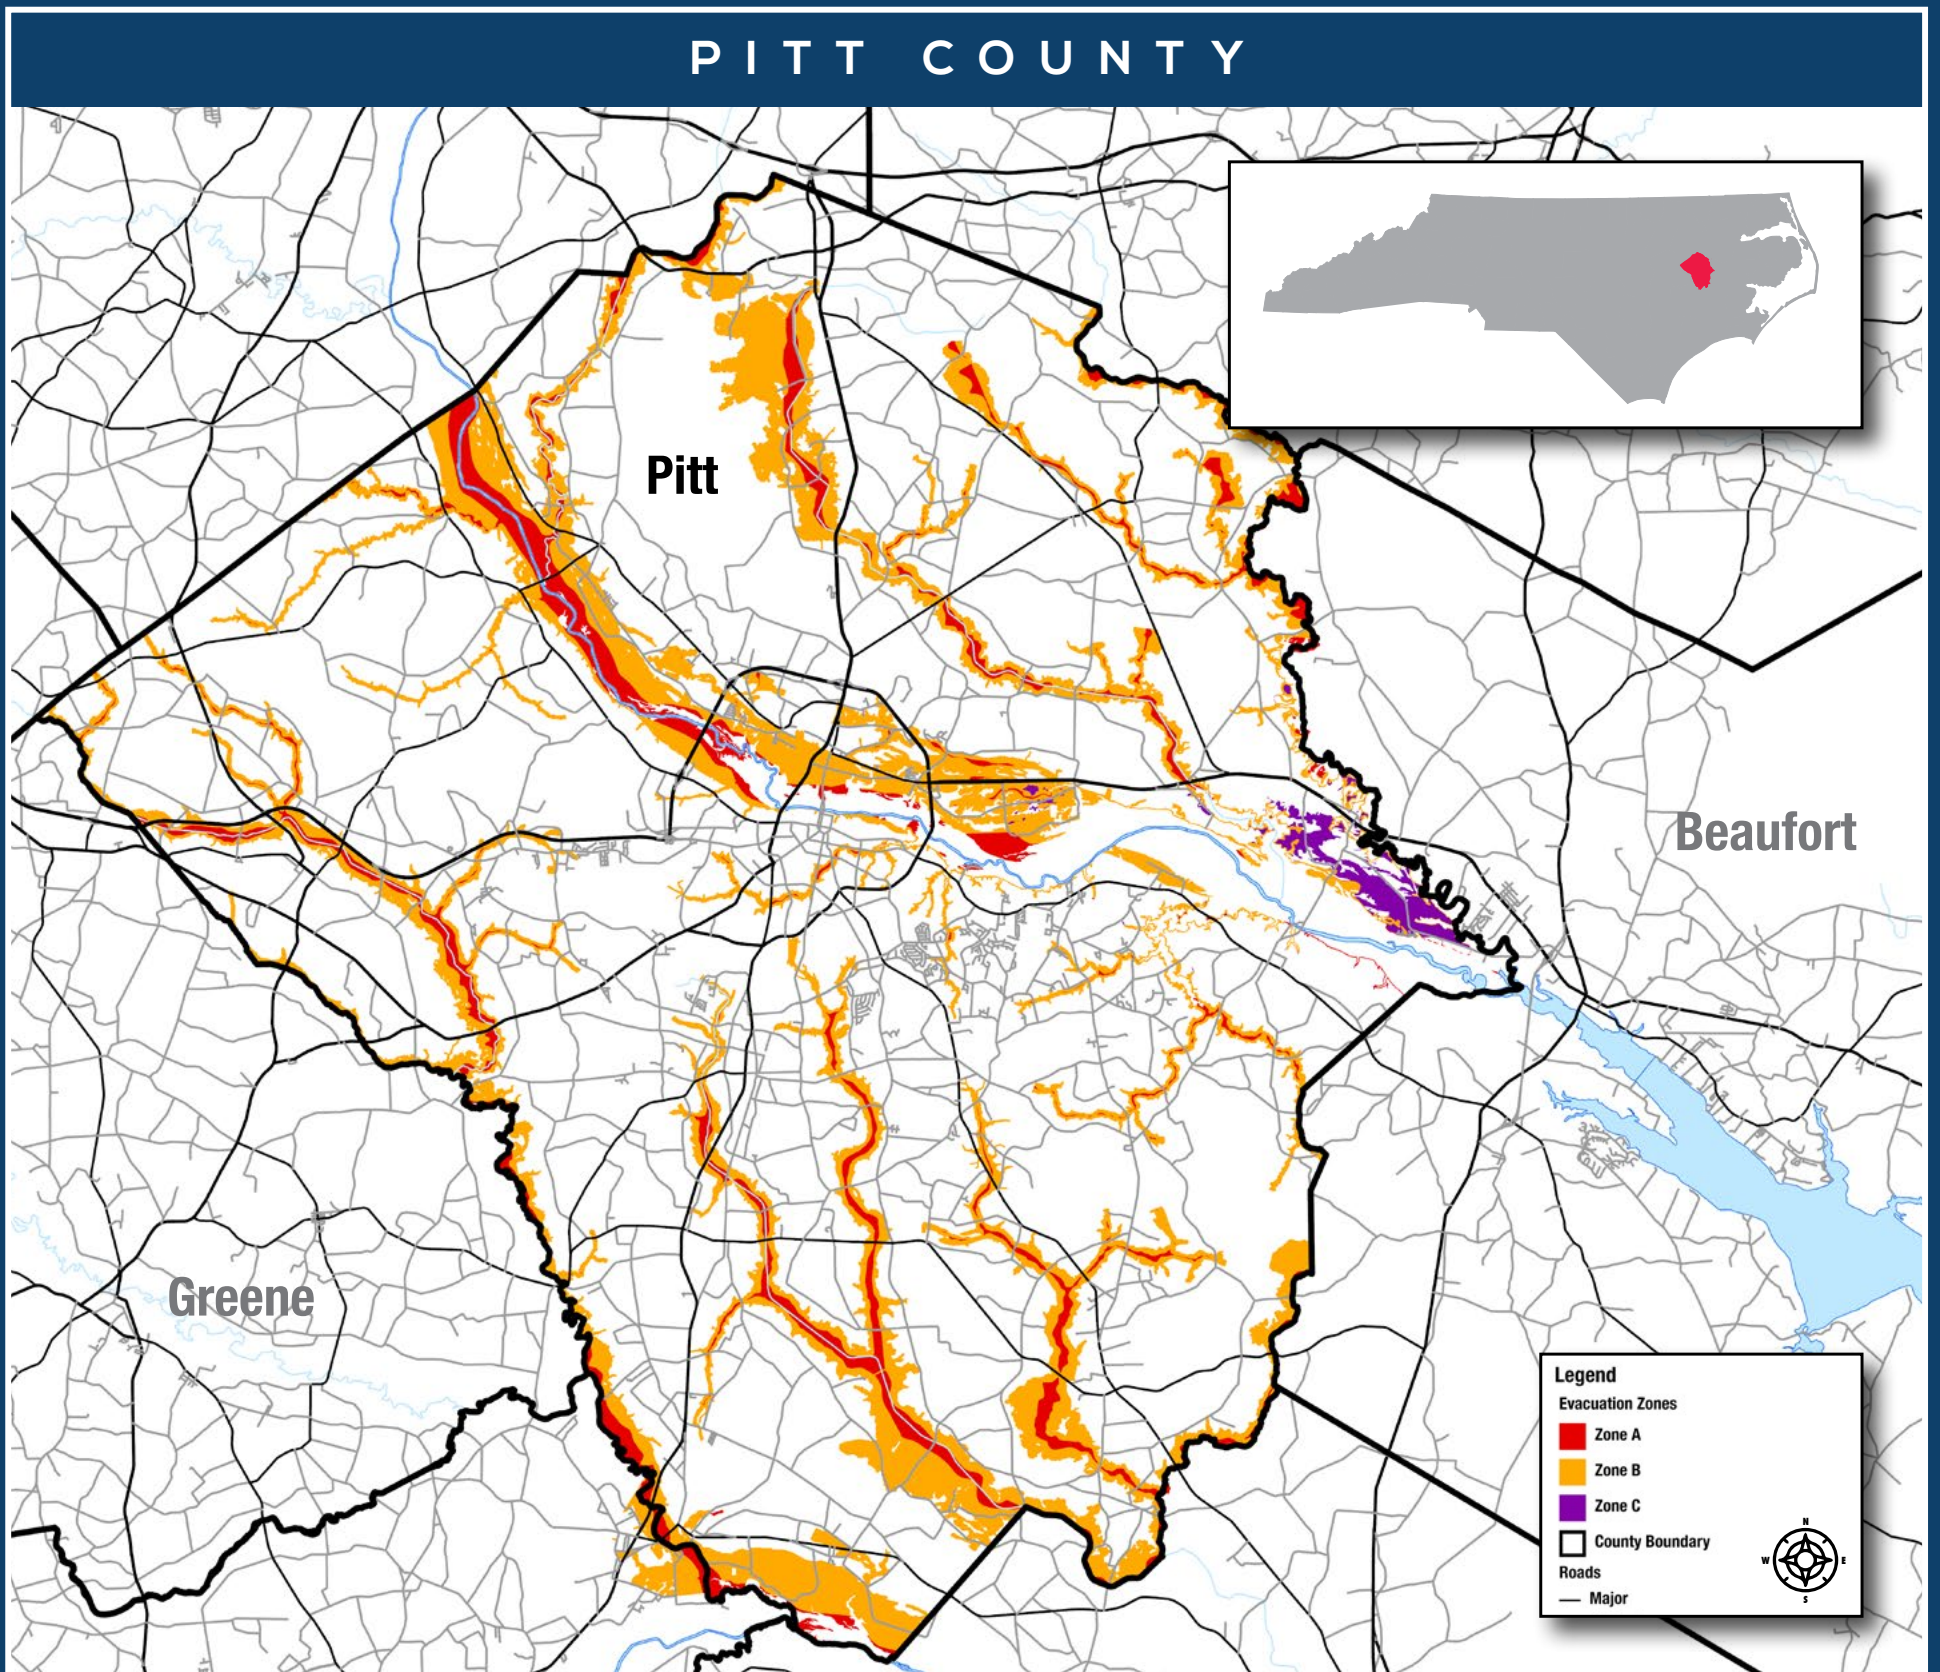 PITT COUNTY
Pitt
Beaufort
Greene
Legend
Evacuation Zones
Zone A
Zone B
Zone C
County Boundary
Roads
Major
N
W E
S